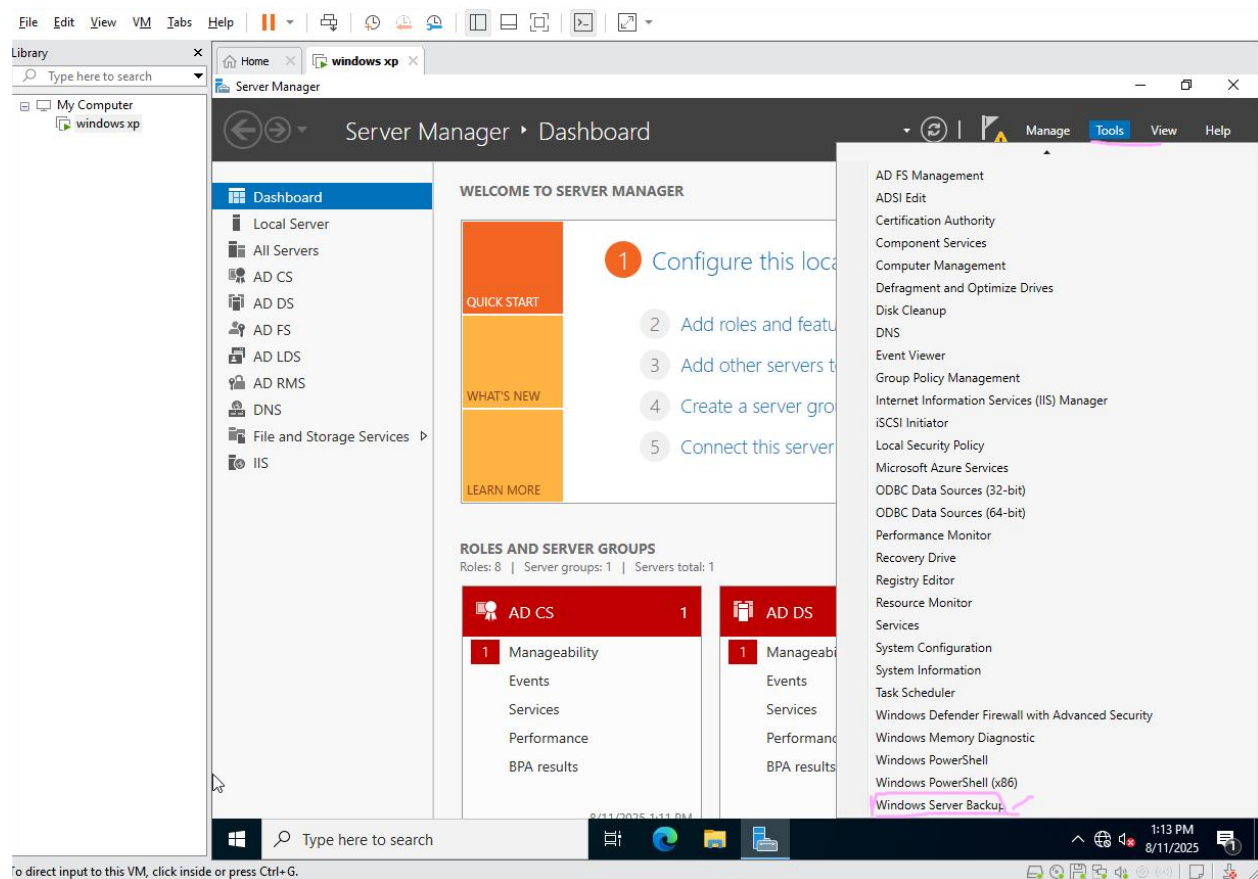 File Edit View VM Tabs Help
Library
Home windows xp
Type here to search
My Computer
windows xp
Server Manager
Server Manager Dashboard
Manage Tools View Help
Dashboard
Local Server
All Servers
AD CS
AD DS
AD FS
AD LDS
AD RMS
DNS
File and Storage Services
IIS
WELCOME TO SERVER MANAGER
QUICK START
WHAT'S NEW
LEARN MORE
1 Configure this loca
2 Add roles and featu
3 Add other servers t
4 Create a server gro
5 Connect this server
ROLES AND SERVER GROUPS
Roles: 8 | Server groups: 1 | Servers total: 1
AD CS 1
1 Manageability
Events
Services
Performance
BPA results
8/11/2025 1:11 PM
AD DS
1 Manageabi
Events
Services
Performanc
BPA results
AD FS Management
ADSI Edit
Certification Authority
Component Services
Computer Management
Defragment and Optimize Drives
Disk Cleanup
DNS
Event Viewer
Group Policy Management
Internet Information Services (IIS) Manager
iSCSI Initiator
Local Security Policy
Microsoft Azure Services
ODBC Data Sources (32-bit)
ODBC Data Sources (64-bit)
Performance Monitor
Recovery Drive
Registry Editor
Resource Monitor
Services
System Configuration
System Information
Task Scheduler
Windows Defender Firewall with Advanced Security
Windows Memory Diagnostic
Windows PowerShell
Windows PowerShell (x86)
Windows Server Backup
Type here to search
1:13 PM
8/11/2025
1
To direct input to this VM, click inside or press Ctrl+G.